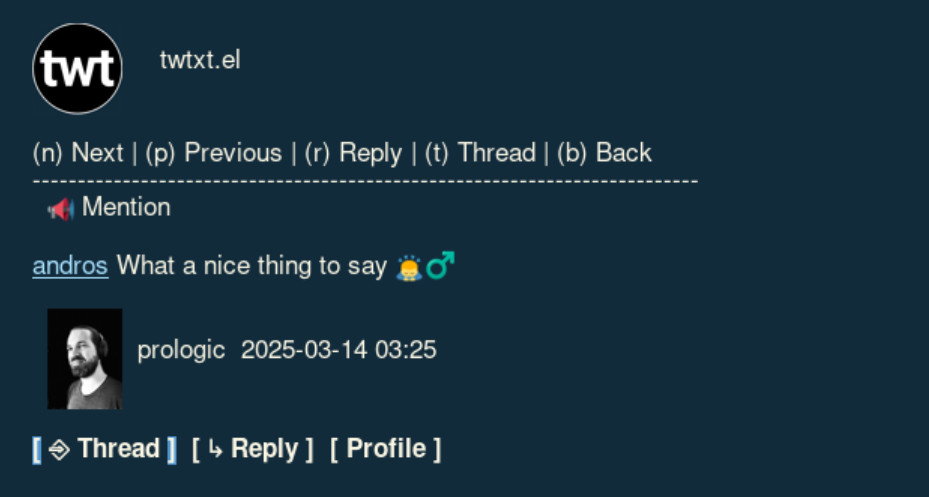 twt
twtxt.el
(n) Next | (p) Previous | (r) Reply | (t) Thread | (b) Back
--------------------------------------------------------------------------
📣 Mention
andros What a nice thing to say 🙇♂
prologic 2025-03-14 03:25
[ ⎆ Thread ] [ ↳ Reply ] [ Profile ]